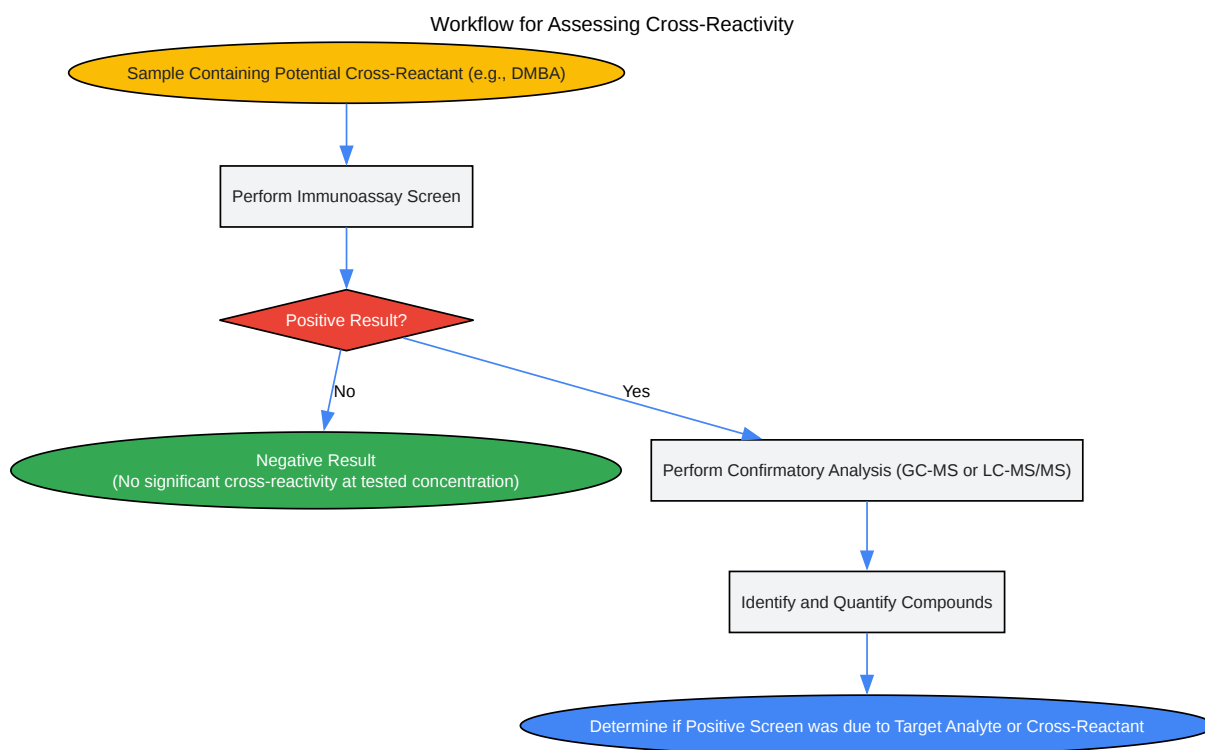 Workflow for Assessing Cross-Reactivity
Sample Containing Potential Cross-Reactant (e.g., DMBA)
Perform Immunoassay Screen
Positive Result?
No
Yes
Negative Result
(No significant cross-reactivity at tested concentration)
Perform Confirmatory Analysis (GC-MS or LC-MS/MS)
Identify and Quantify Compounds
Determine if Positive Screen was due to Target Analyte or Cross-Reactant